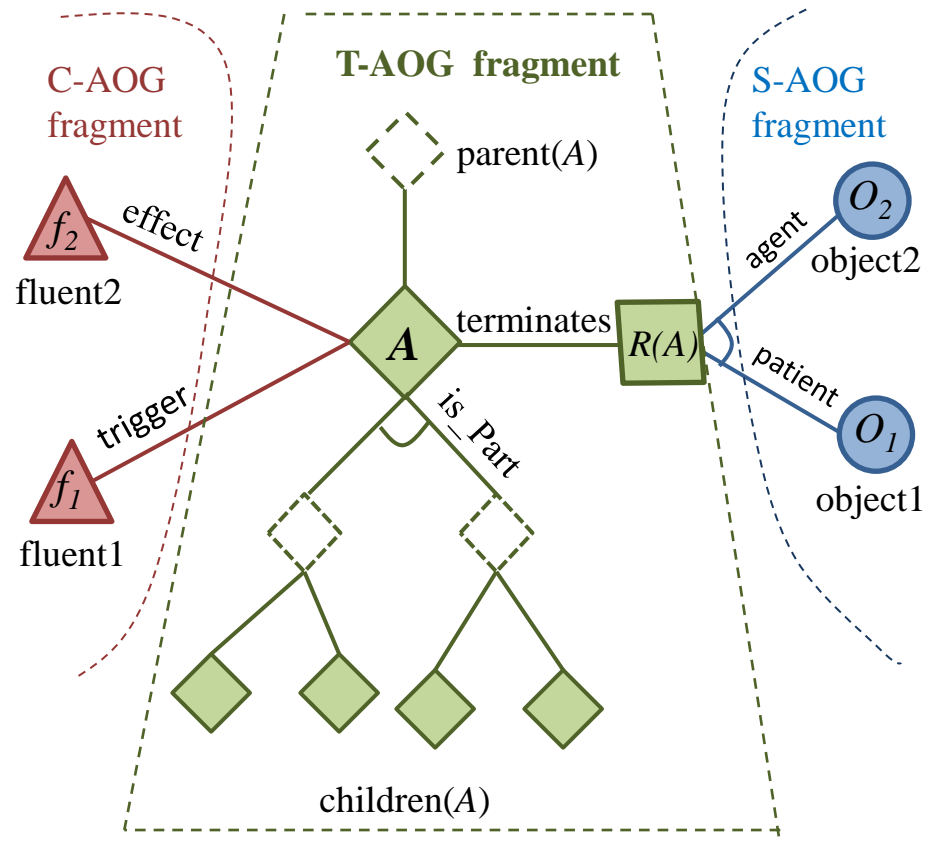 C-AOG
fragment
T-AOG fragment
S-AOG
fragment
parent(A)
f2
effect
fluent2
O2
agent
object2
A
terminates
R(A)
trigger
is_Part
patient
f1
fluent1
O1
object1
children(A)